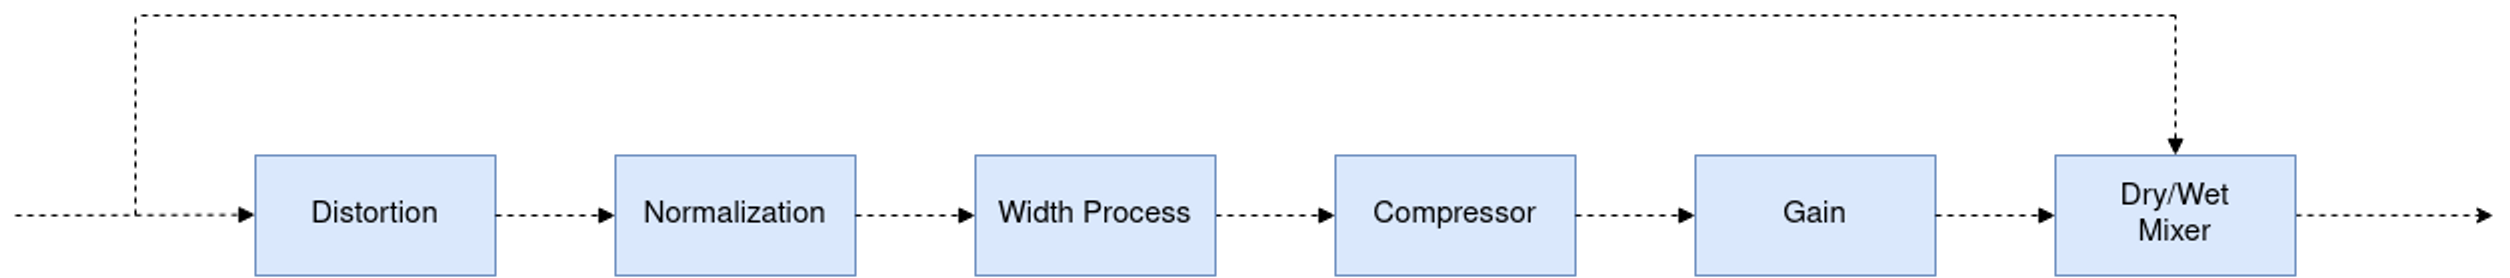 Distortion
Normalization
Width Process
Compressor
Gain
Dry/Wet
Mixer